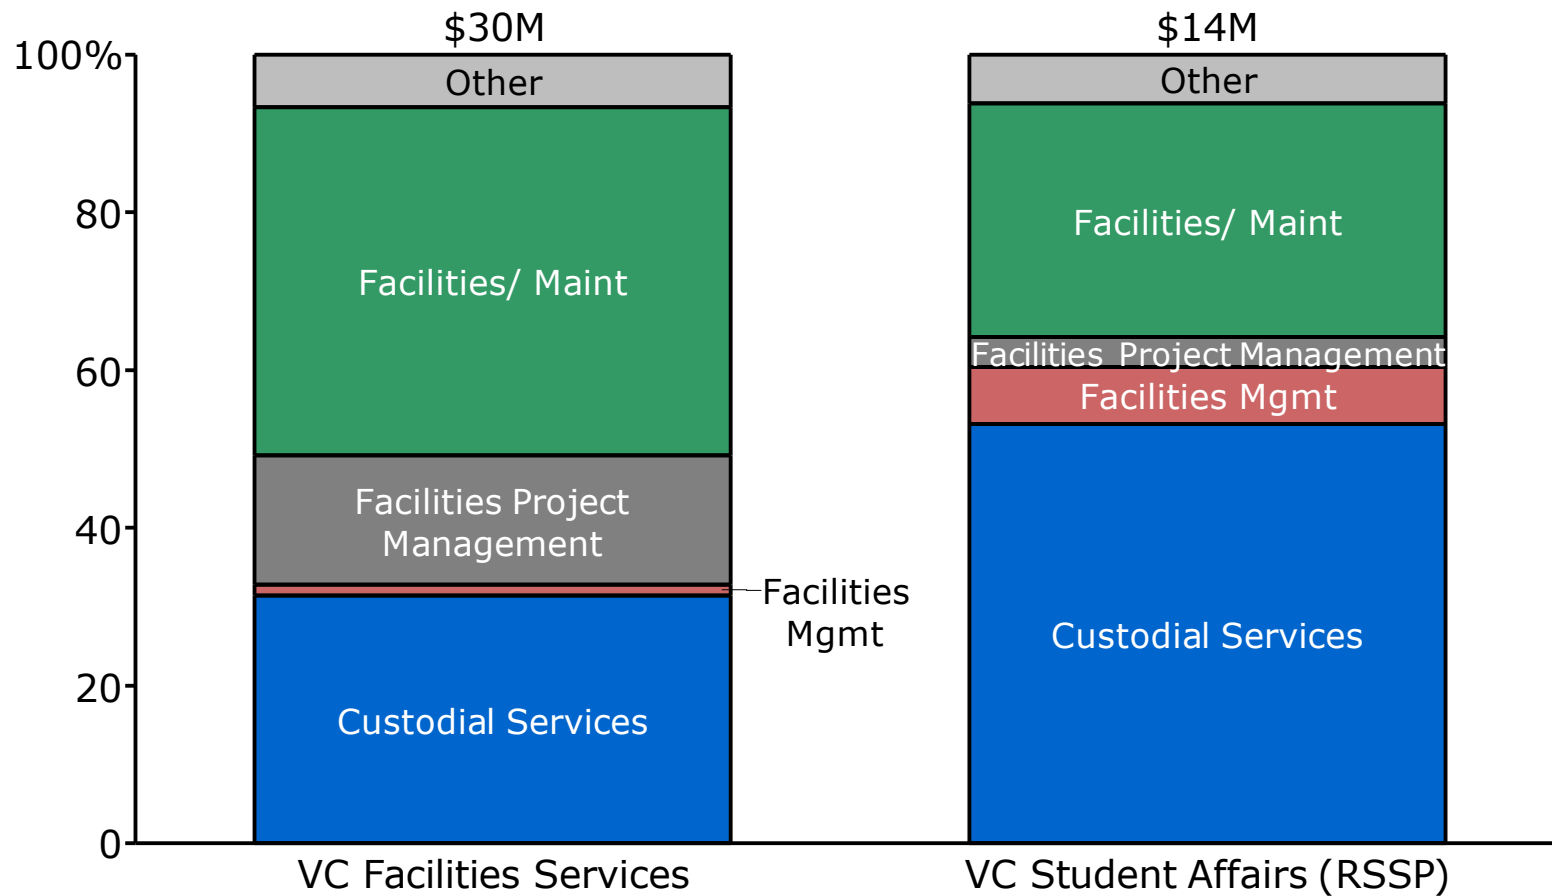 $30M
$14M
100%
80
60
40
20
0
Other
Facilities/ Maint
Facilities Project
Management
Facilities
Mgmt
Custodial Services
Other
Facilities/ Maint
Facilities Project Management
Facilities Mgmt
Custodial Services
VC Facilities Services
VC Student Affairs (RSSP)